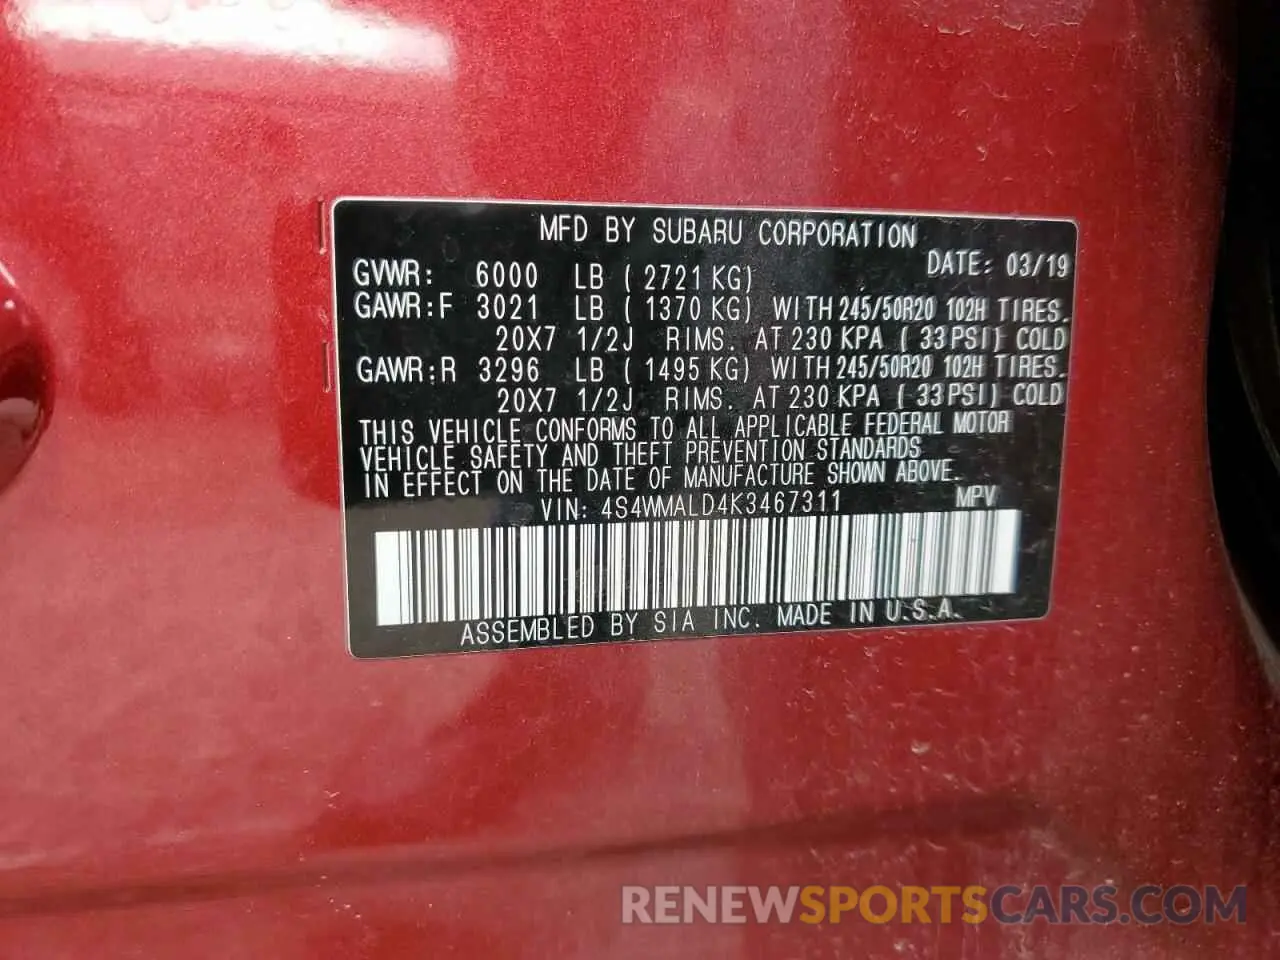 MFD BY SUBARU CORPORATION
DATE: 03/19
GVWR: 6000 LB ( 2721 KG)
GAWR:F 3021 LB ( 1370 KG) WITH 245/50R20 102H TIRES.
20X7 1/2J RIMS. AT 230 KPA ( 33 PSI) COLD
GAWR:R 3296 LB ( 1495 KG) WITH 245/50R20 102H TIRES.
20X7 1/2J RIMS. AT 230 KPA ( 33 PSI) COLD
THIS VEHICLE CONFORMS TO ALL APPLICABLE FEDERAL MOTOR
VEHICLE SAFETY AND THEFT PREVENTION STANDARDS
IN EFFECT ON THE DATE OF MANUFACTURE SHOWN ABOVE.
VIN: 4S4WMALD4K3467311 MPV
ASSEMBLED BY SIA INC. MADE IN U.S.A.
RENEWSPORTSCARS.COM